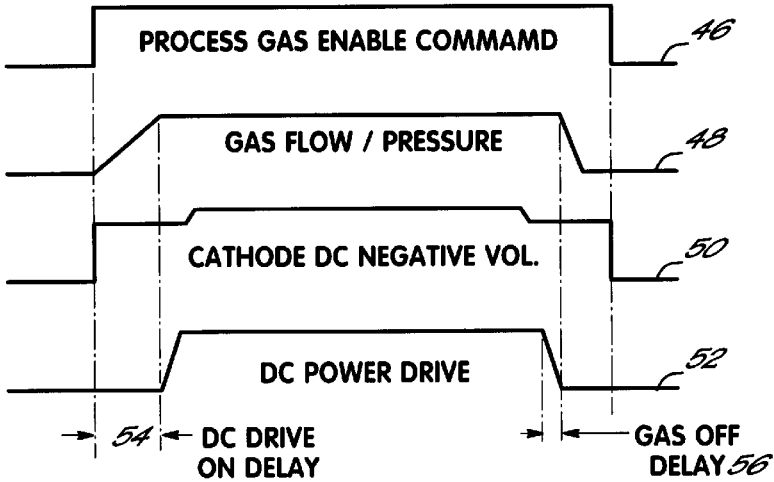 PROCESS GAS ENABLE COMMAMD
46
GAS FLOW / PRESSURE
48
CATHODE DC NEGATIVE VOL.
50
DC POWER DRIVE
52
54
DC DRIVE
ON DELAY
GAS OFF
DELAY 56